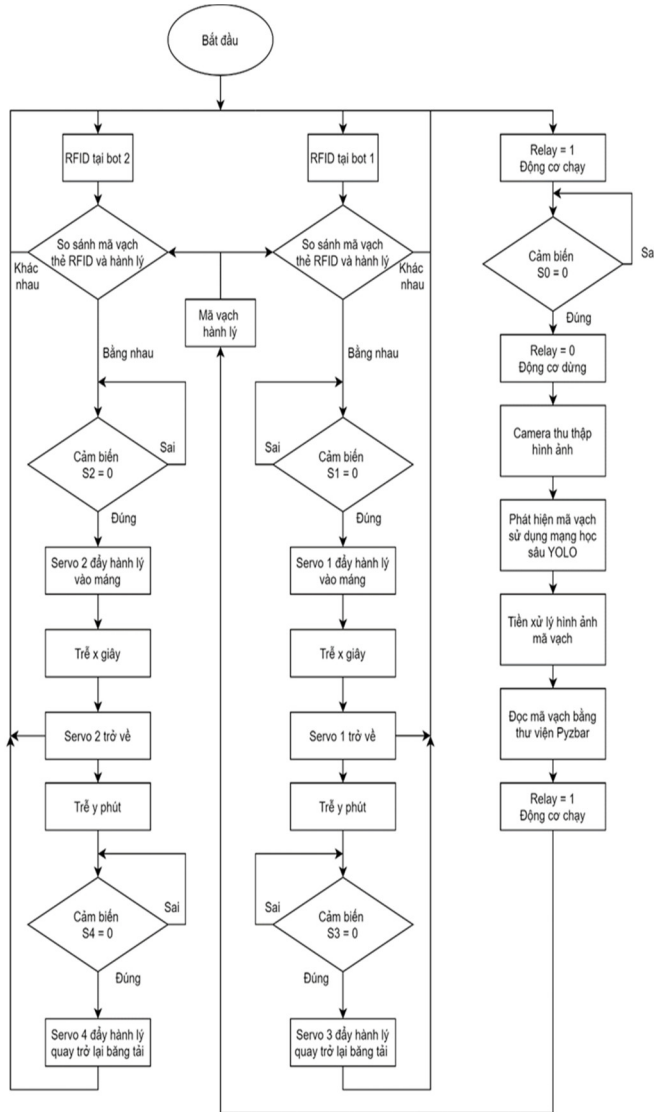 Bắt đầu
RFID tại bot 2
So sánh mã vạch
thẻ RFID và hành lý
Khác
nhau
Bằng nhau
Cảm biến
S2 = 0
Sai
Đúng
Servo 2 đẩy hành lý
vào máng
Trễ x giây
Servo 2 trở về
Trễ y phút
Cảm biến
S4 = 0
Sai
Đúng
Servo 4 đẩy hành lý
quay trở lại băng tải
Mã vạch
hành lý
RFID tại bot 1
So sánh mã vạch
thẻ RFID và hành lý
Khác
nhau
Bằng nhau
Cảm biến
S1 = 0
Sai
Đúng
Servo 1 đẩy hành lý
vào máng
Trễ x giây
Servo 1 trở về
Trễ y phút
Cảm biến
S3 = 0
Sai
Đúng
Servo 3 đẩy hành lý
quay trở lại băng tải
Relay = 1
Động cơ chạy
Cảm biến
S0 = 0
Sa
Đúng
Relay = 0
Động cơ dừng
Camera thu thập
hình ảnh
Phát hiện mã vạch
sử dụng mạng học
sâu YOLO
Tiền xử lý hình ảnh
mã vạch
Đọc mã vạch bằng
thư viện Pyzbar
Relay = 1
Động cơ chạy